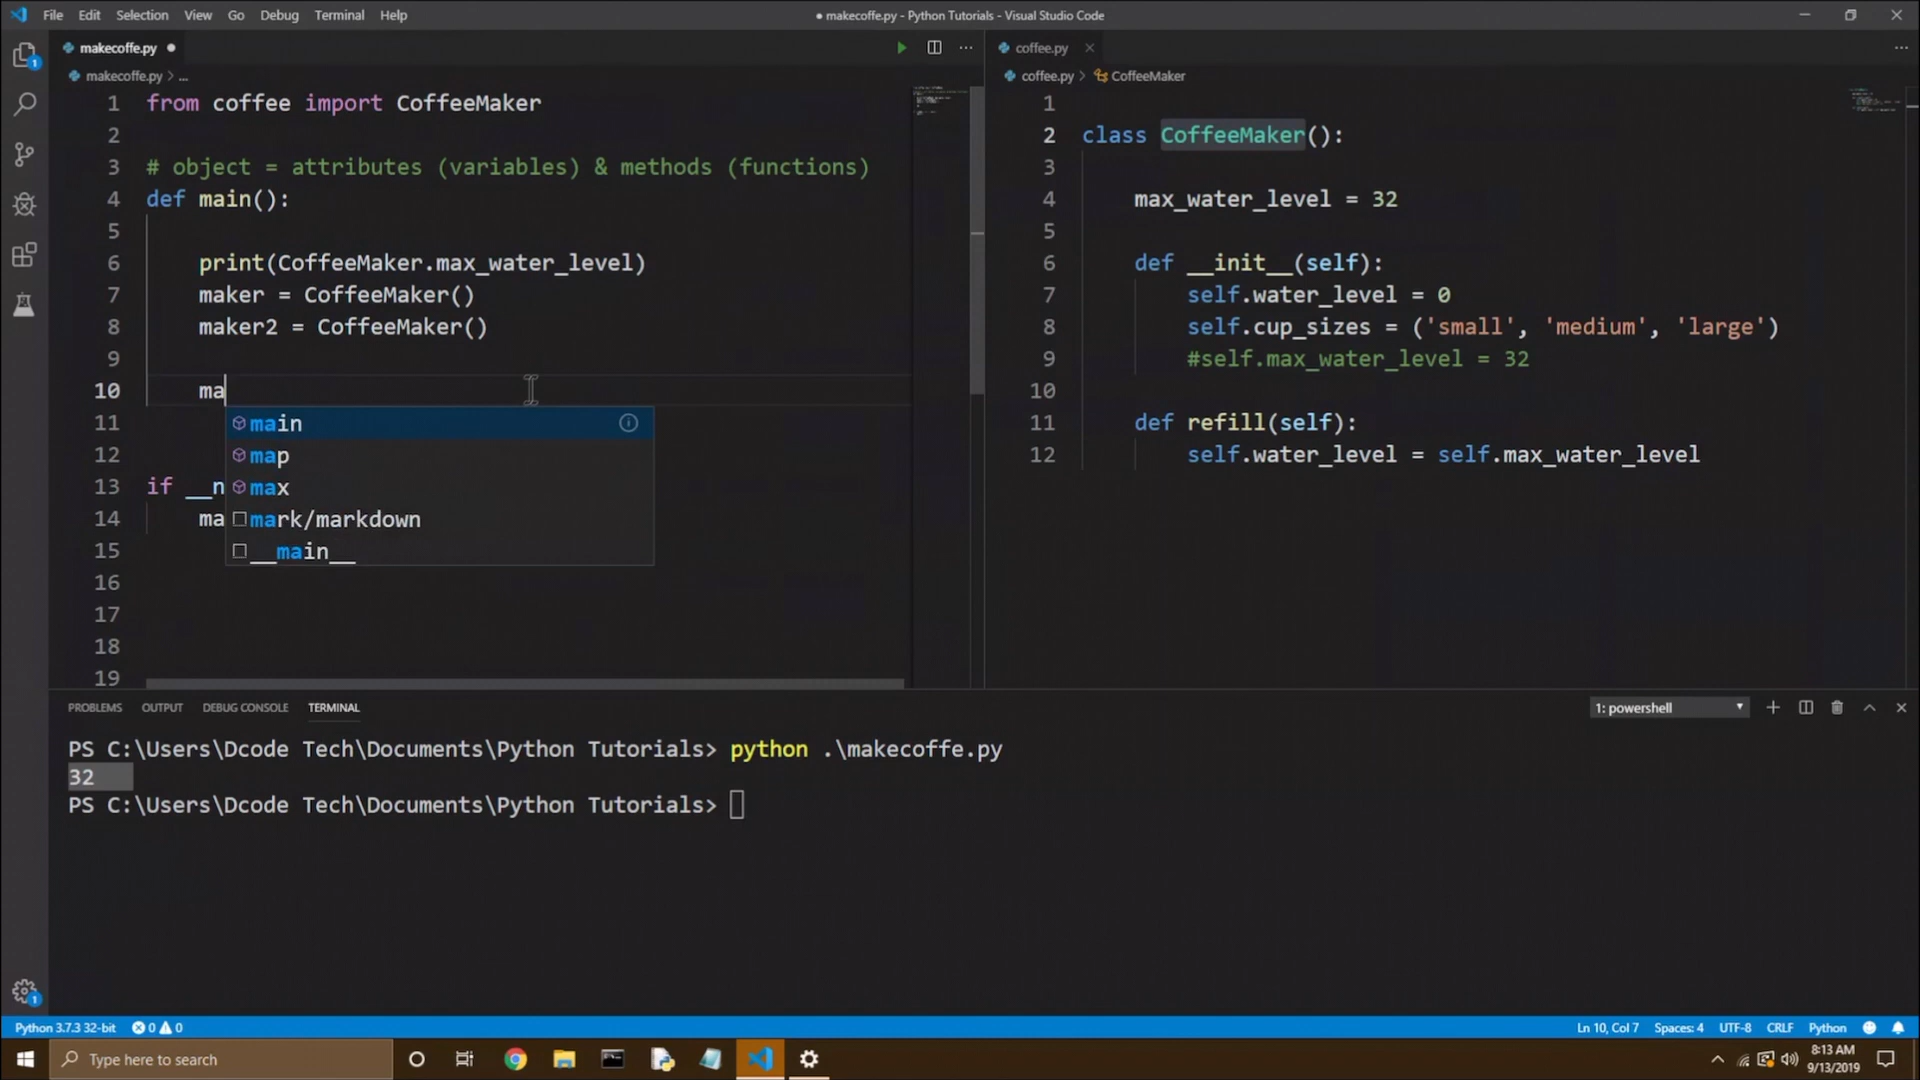 File Edit Selection View Go Debug Terminal Help
● makecoffe.py - Python Tutorials - Visual Studio Code
makecoffe.py ●
coffee.py ×
makecoffe.py > ...
coffee.py > CoffeeMaker
1 from coffee import CoffeeMaker
2
3 # object = attributes (variables) & methods (functions)
4 def main():
5
6 print(CoffeeMaker.max_water_level)
7 maker = CoffeeMaker()
8 maker2 = CoffeeMaker()
9
10 ma
11
12
13 if __n
14 ma
15
16
17
18
19
main
map
max
mark/markdown
__main__
1
2 class CoffeeMaker():
3
4 max_water_level = 32
5
6 def __init__(self):
7 self.water_level = 0
8 self.cup_sizes = ('small', 'medium', 'large')
9 #self.max_water_level = 32
10
11 def refill(self):
12 self.water_level = self.max_water_level
PROBLEMS OUTPUT DEBUG CONSOLE TERMINAL
1: powershell
PS C:\Users\Dcode Tech\Documents\Python Tutorials> python .\makecoffe.py
32
PS C:\Users\Dcode Tech\Documents\Python Tutorials>
1
1
Python 3.7.3 32-bit 0 0
Ln 10, Col 7 Spaces: 4 UTF-8 CRLF Python
Type here to search
8:13 AM
9/13/2019